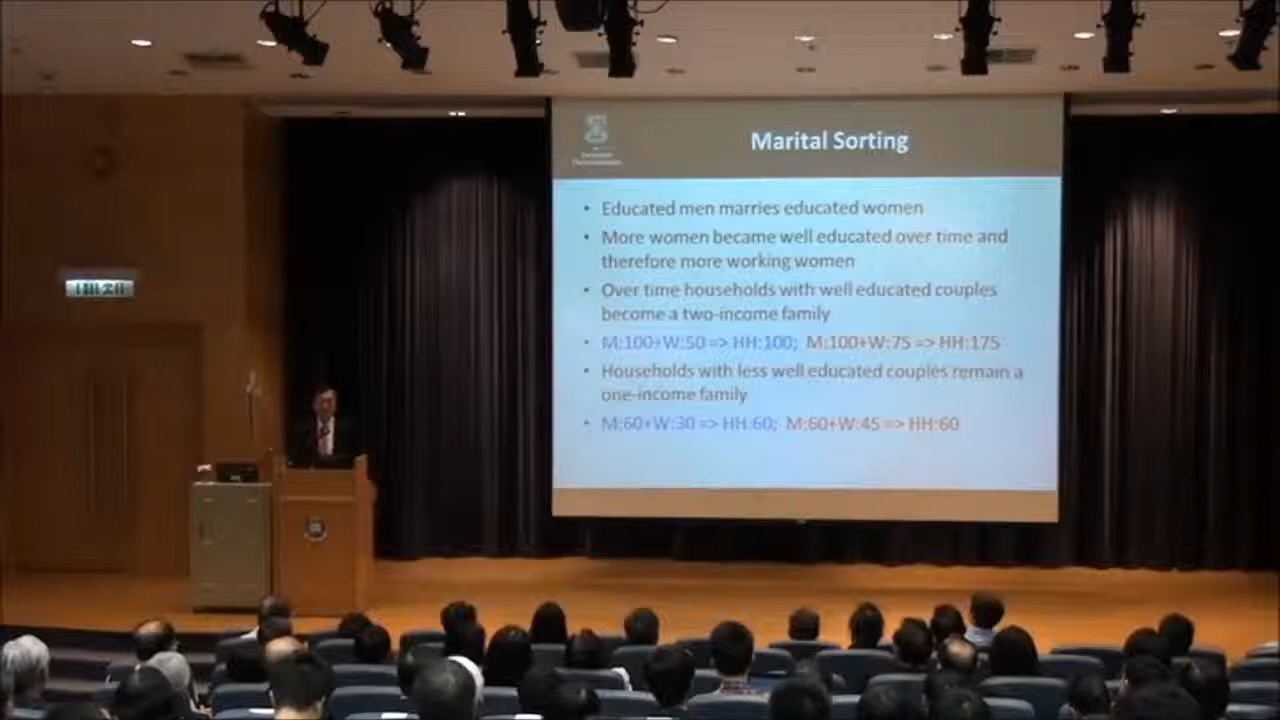 Marital Sorting
• Educated men marries educated women
• More women became well educated over time and
therefore more working women
• Over time households with well educated couples
become a two-income family
• M:100+W:50 => HH:100; M:100+W:75 => HH:175
• Households with less well educated couples remain a
one-income family
• M:60+W:30 => HH:60; M:60+W:45 => HH:60